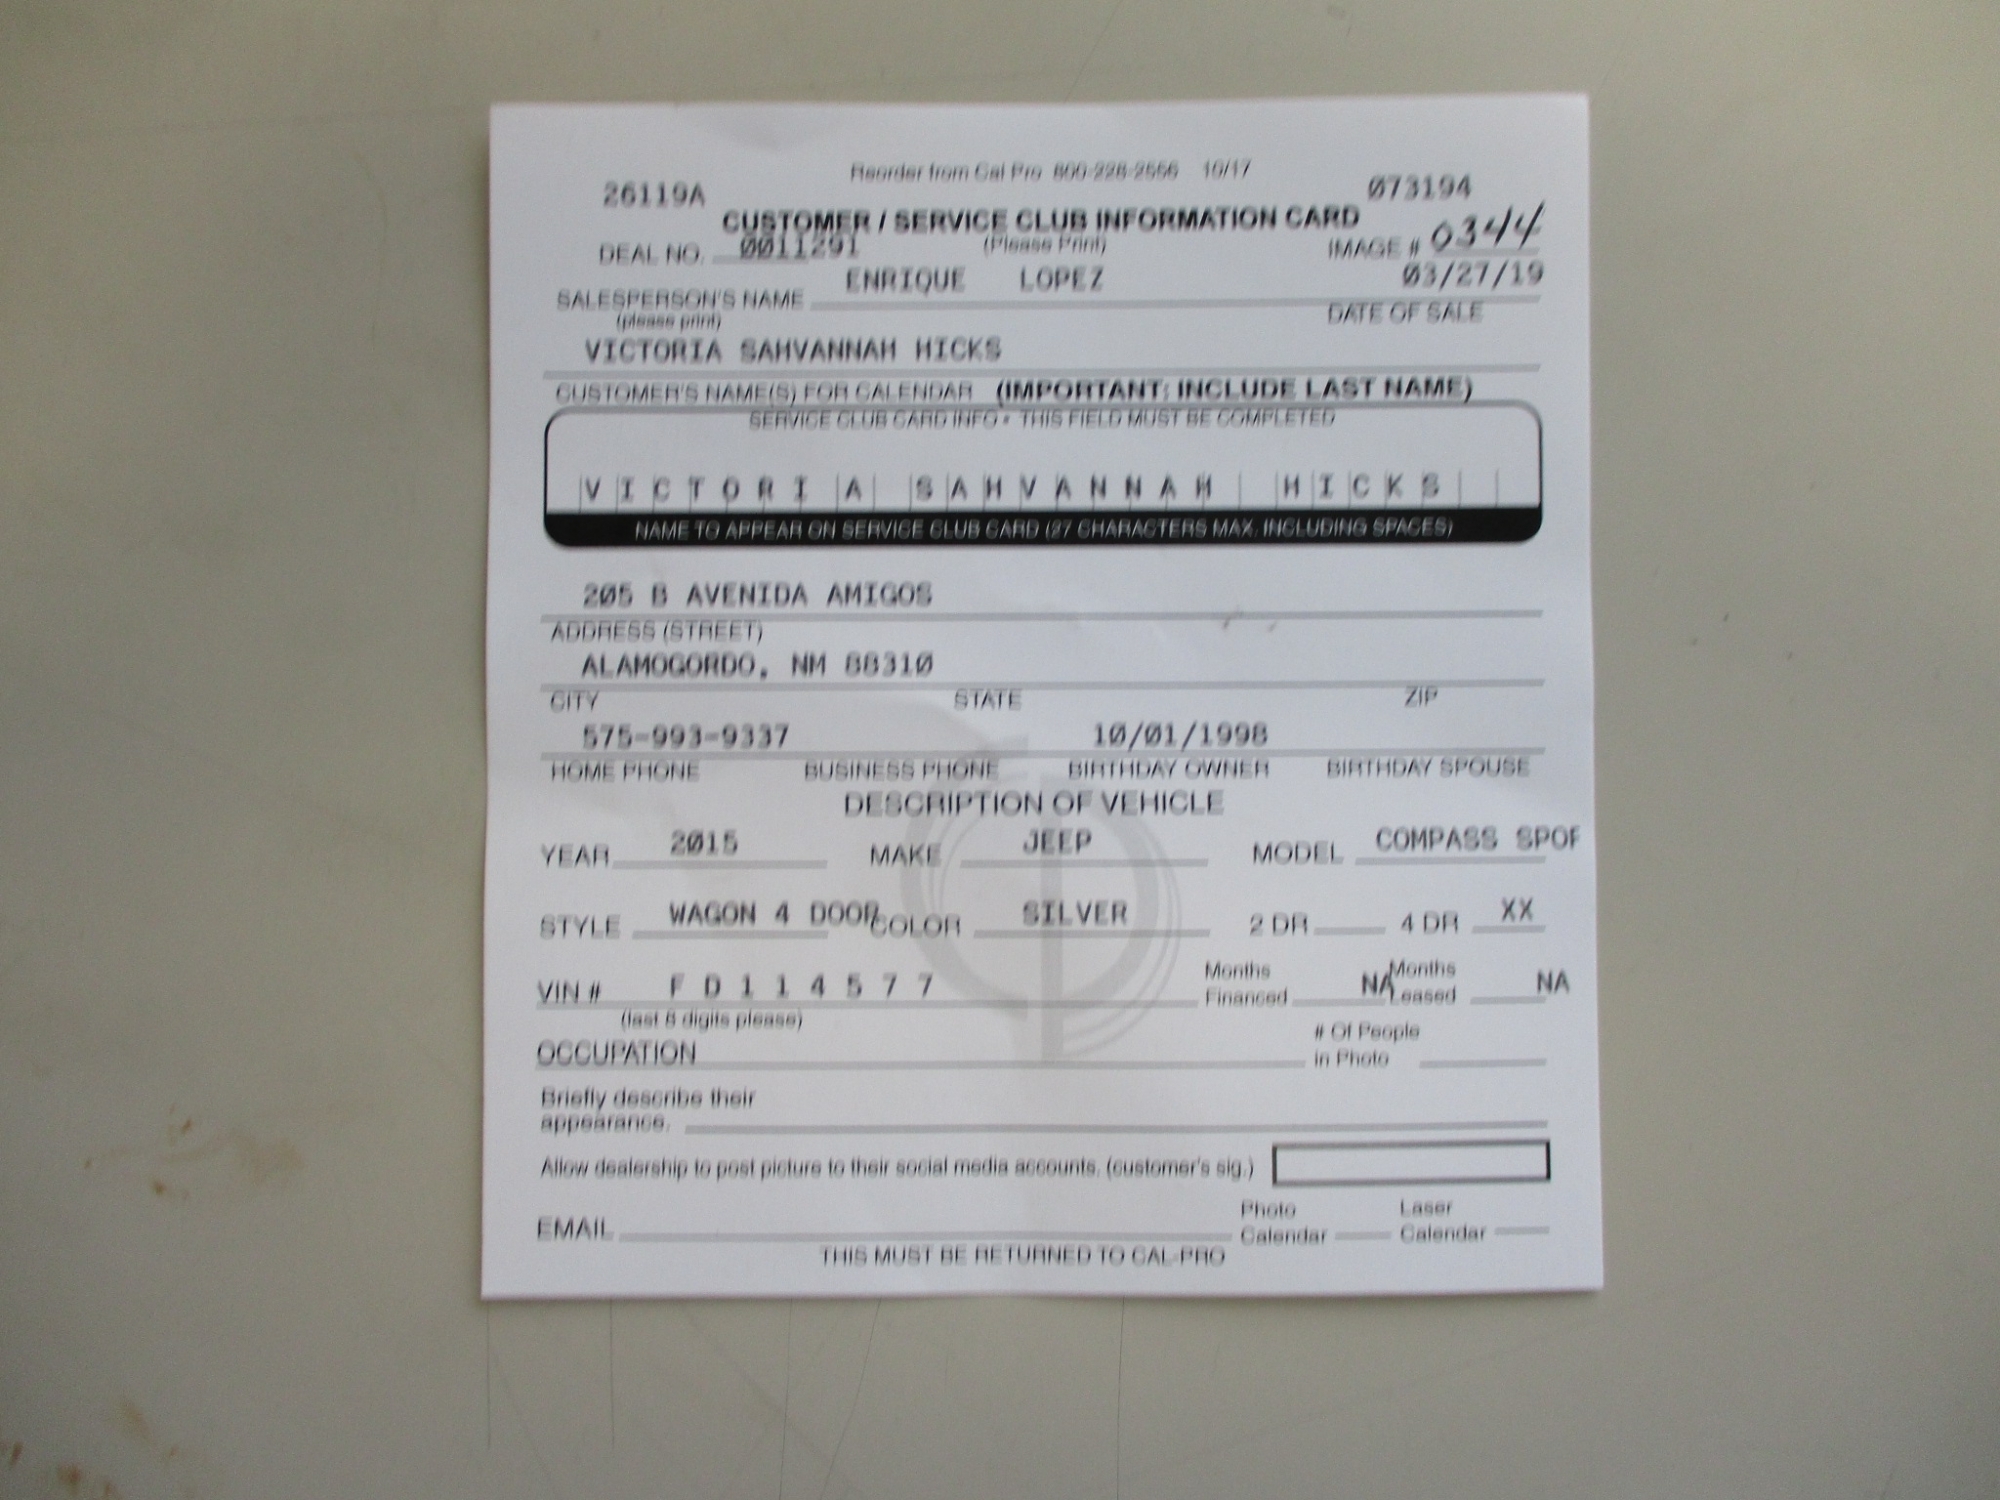 Reorder from Cal Pro 800-228-2556 10/17
26119A 073194
CUSTOMER / SERVICE CLUB INFORMATION CARD
DEAL NO. 0011291 (Please Print) IMAGE # 0344
ENRIQUE LOPEZ 03/27/19
SALESPERSON'S NAME DATE OF SALE
(please print)
VICTORIA SAHVANNAH HICKS
CUSTOMER'S NAME(S) FOR CALENDAR (IMPORTANT: INCLUDE LAST NAME)
SERVICE CLUB CARD INFO • THIS FIELD MUST BE COMPLETED
VICTORIA SAHVANNAH HICKS
NAME TO APPEAR ON SERVICE CLUB CARD (27 CHARACTERS MAX. INCLUDING SPACES)
205 B AVENIDA AMIGOS
ADDRESS (STREET)
ALAMOGORDO, NM 88310
CITY STATE ZIP
575-993-9337 10/01/1998
HOME PHONE BUSINESS PHONE BIRTHDAY OWNER BIRTHDAY SPOUSE
DESCRIPTION OF VEHICLE
YEAR 2015 MAKE JEEP MODEL COMPASS SPOR
STYLE WAGON 4 DOOR COLOR SILVER 2 DR 4 DR XX
VIN # F D 1 1 4 5 7 7 Months Financed NA Months Leased NA
(last 8 digits please)
OCCUPATION # Of People in Photo
Briefly describe their
appearance.
Allow dealership to post picture to their social media accounts. (customer's sig.)
EMAIL Photo Calendar Laser Calendar
THIS MUST BE RETURNED TO CAL-PRO